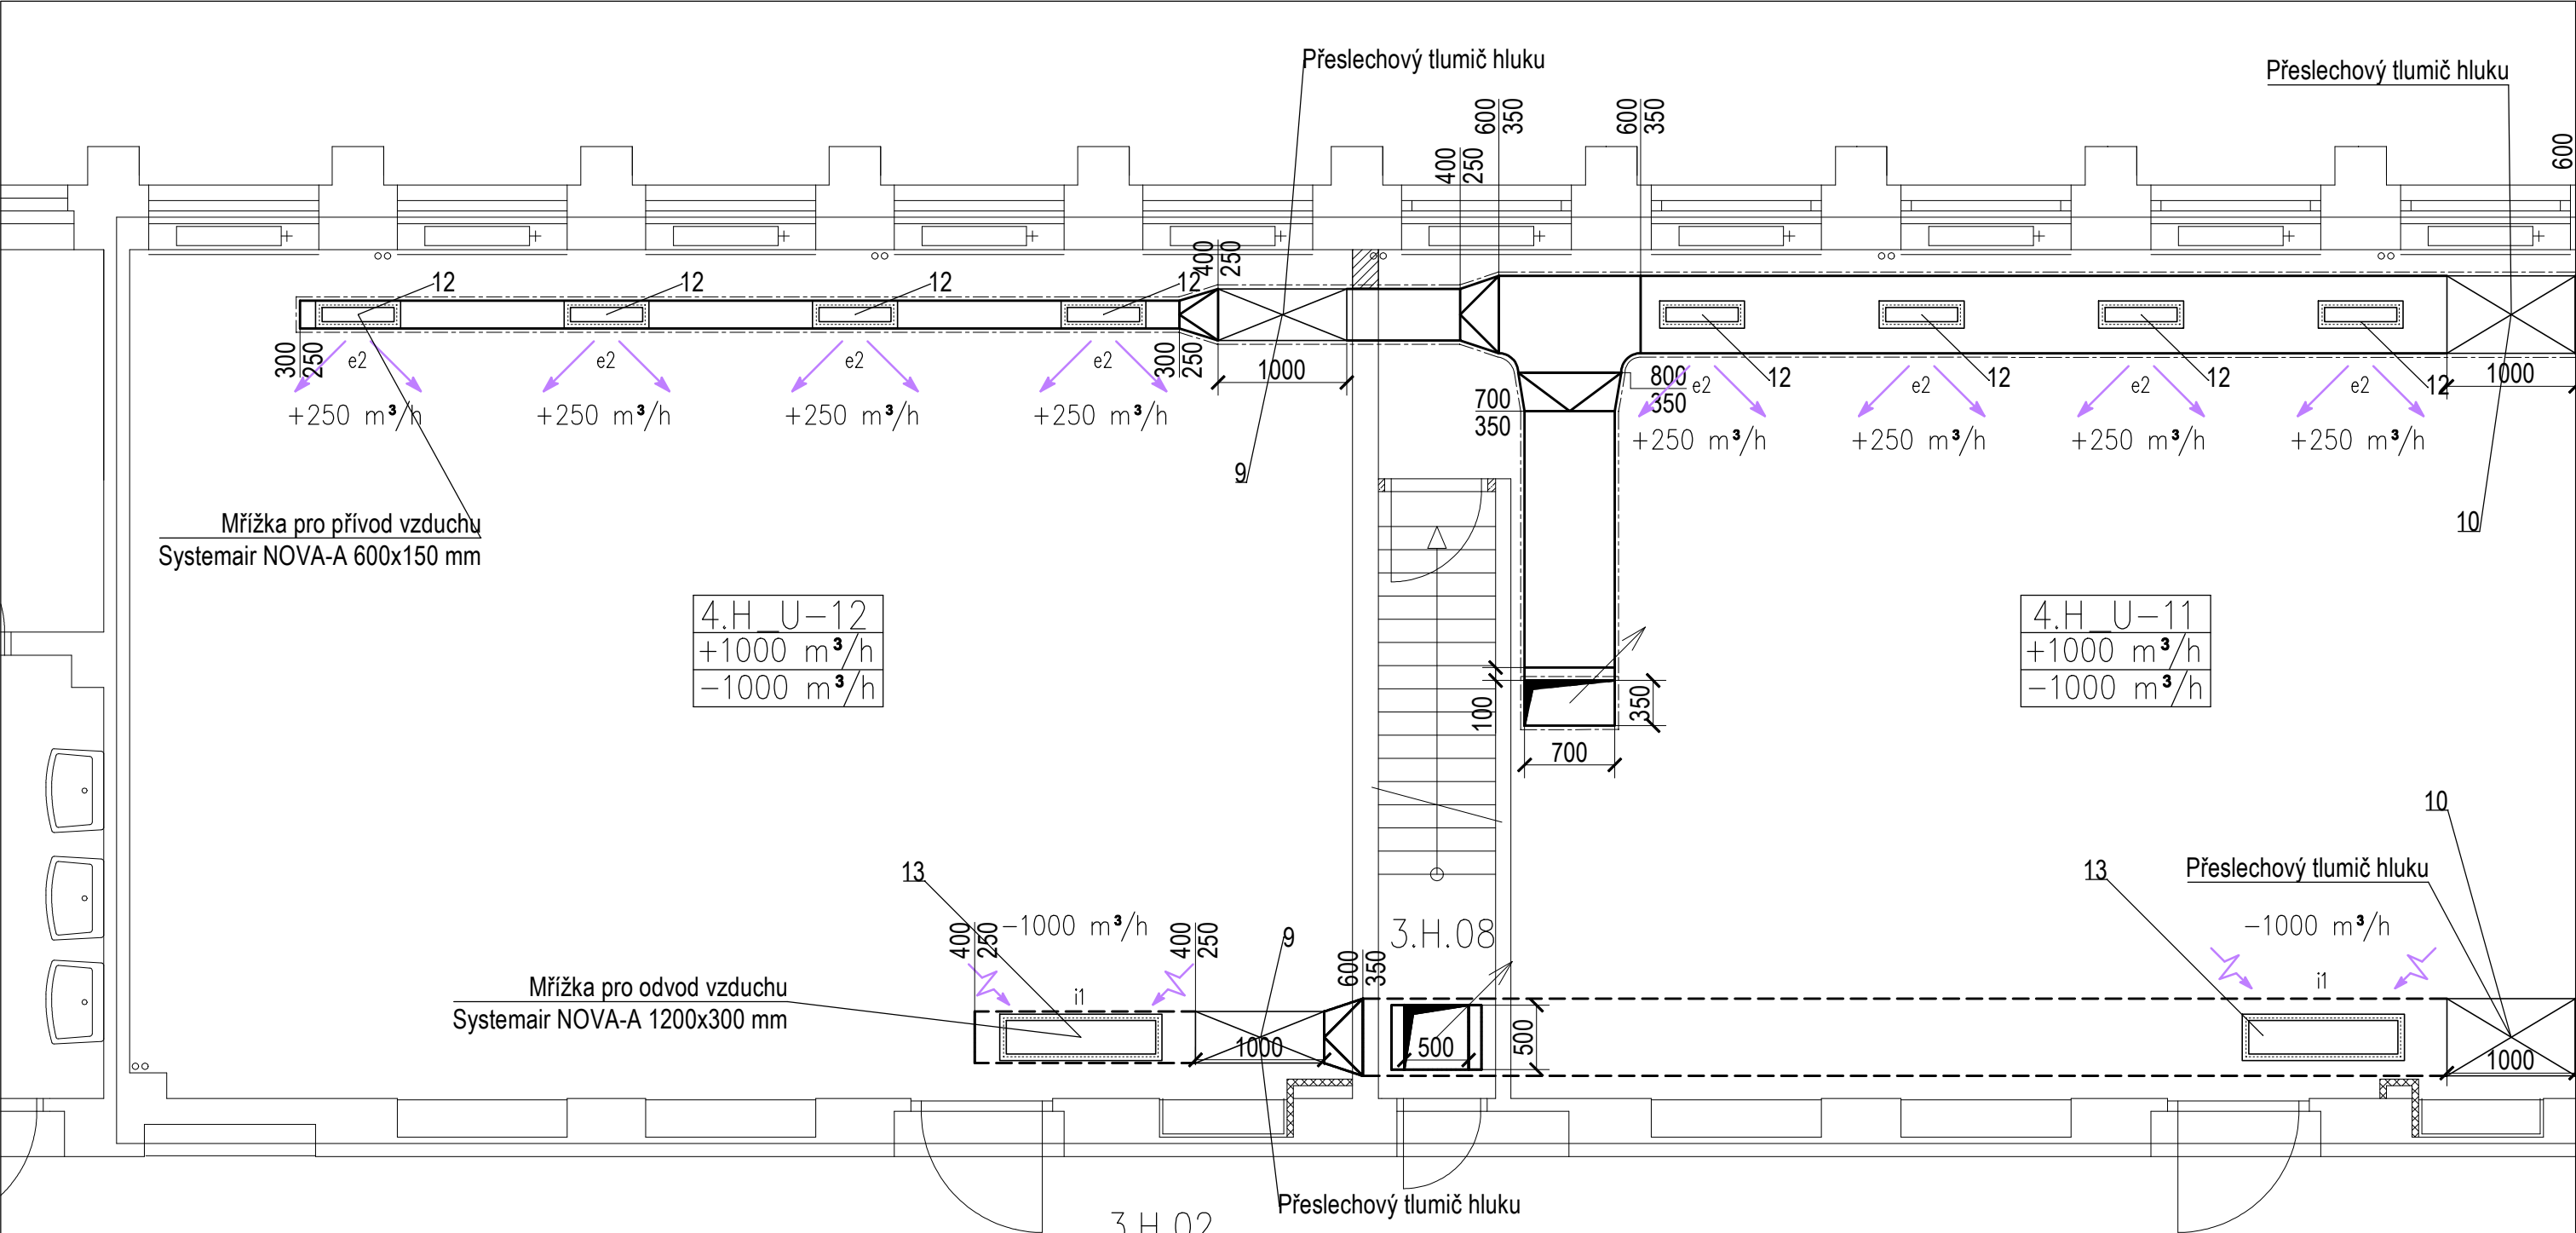 Přeslechový tlumič hluku
Přeslechový tlumič hluku
600
350
600
350
600
400
250
400
250
12
12
12
12
300
250
e2
e2
e2
e2
300
250
1000
+250 m³/h
+250 m³/h
+250 m³/h
+250 m³/h
700
350
800
350
e2
12
e2
12
e2
12
e2
12
1000
+250 m³/h
+250 m³/h
+250 m³/h
+250 m³/h
9
10
Mřížka pro přívod vzduchu
Systemair NOVA-A 600x150 mm
4.H_U-12
+1000 m³/h
-1000 m³/h
4.H_U-11
+1000 m³/h
-1000 m³/h
100
350
700
10
13
13
Přeslechový tlumič hluku
400
250
-1000 m³/h
400
250
9
3.H.08
-1000 m³/h
600
350
i1
i1
Mřížka pro odvod vzduchu
Systemair NOVA-A 1200x300 mm
1000
500
500
1000
Přeslechový tlumič hluku
3.H.02